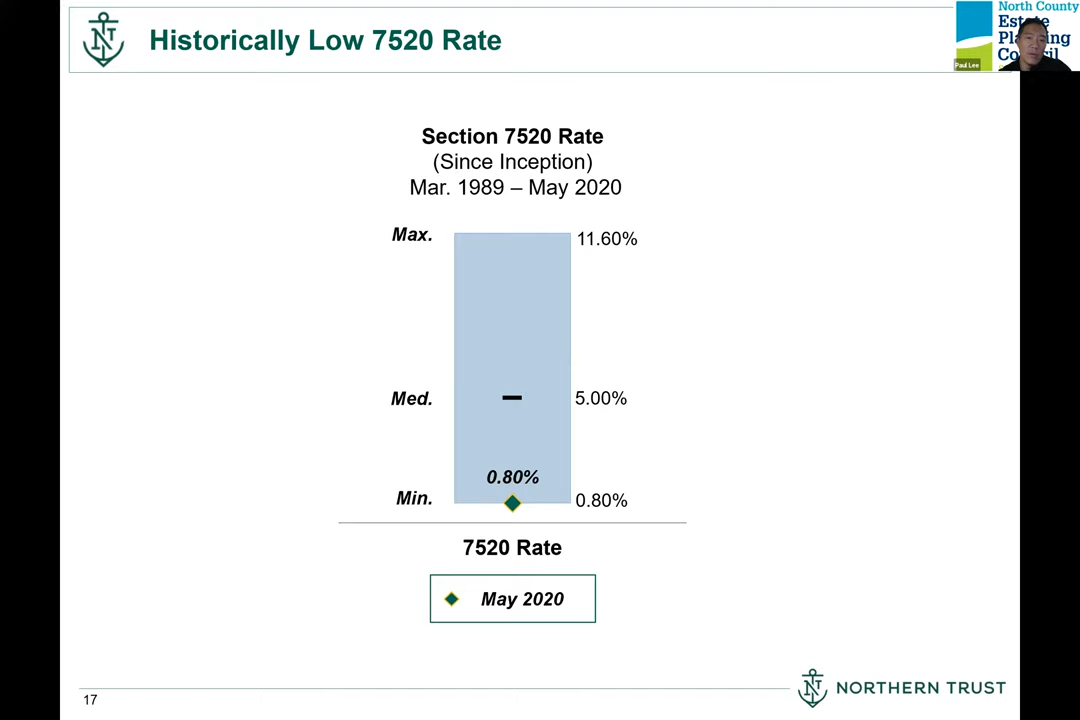 Historically Low 7520 Rate
North County
Estate
Planning
Council
Paul Lee
Section 7520 Rate
(Since Inception)
Mar. 1989 – May 2020
Max.
11.60%
Med.
5.00%
0.80%
Min.
0.80%
7520 Rate
May 2020
17
NORTHERN TRUST